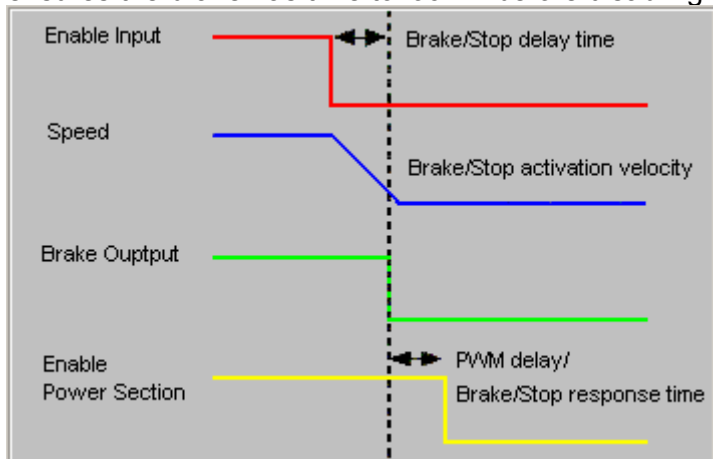 Enable Input
Brake/Stop delay time
Speed
Brake/Stop activation velocity
Brake Ouptput
Enable
Power Section
PWM delay/
Brake/Stop response time